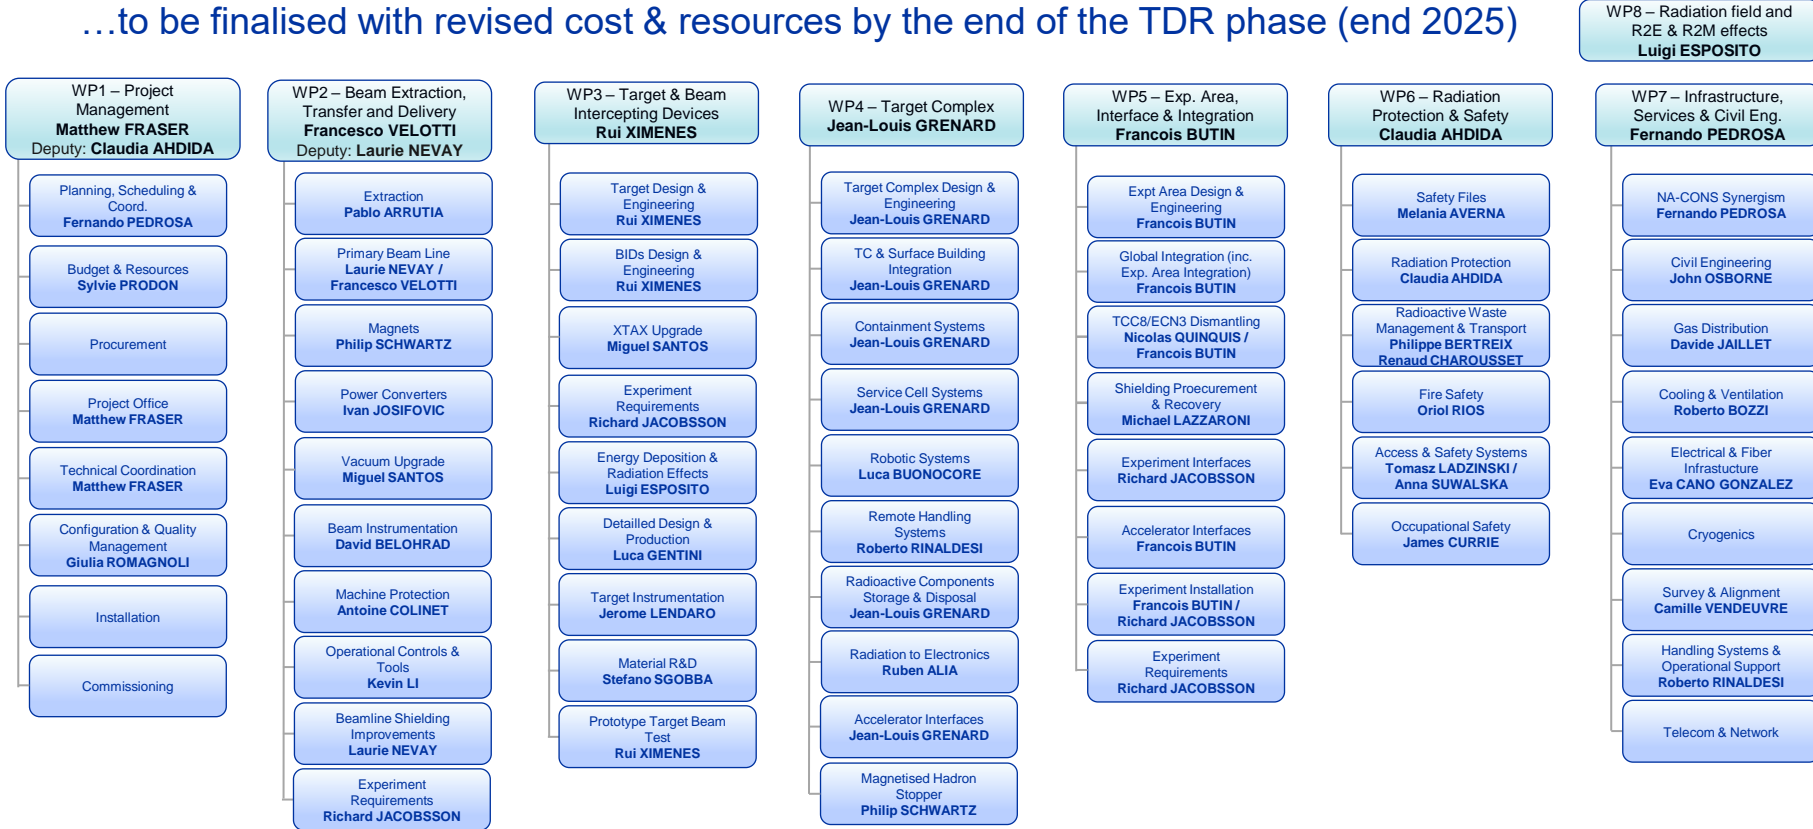 …to be finalised with revised cost & resources by the end of the TDR phase (end 2025)
WP8 – Radiation field and
R2E & R2M effects
Luigi ESPOSITO
WP1 – Project
Management
Matthew FRASER
Deputy: Claudia AHDIDA
Planning, Scheduling &
Coord.
Fernando PEDROSA
Budget & Resources
Sylvie PRODON
Procurement
Project Office
Matthew FRASER
Technical Coordination
Matthew FRASER
Configuration & Quality
Management
Giulia ROMAGNOLI
Installation
Commissioning
WP2 – Beam Extraction,
Transfer and Delivery
Francesco VELOTTI
Deputy: Laurie NEVAY
Extraction
Pablo ARRUTIA
Primary Beam Line
Laurie NEVAY /
Francesco VELOTTI
Magnets
Philip SCHWARTZ
Power Converters
Ivan JOSIFOVIC
Vacuum Upgrade
Miguel SANTOS
Beam Instrumentation
David BELOHRAD
Machine Protection
Antoine COLINET
Operational Controls &
Tools
Kevin LI
Beamline Shielding
Improvements
Laurie NEVAY
Experiment
Requirements
Richard JACOBSSON
WP3 – Target & Beam
Intercepting Devices
Rui XIMENES
Target Design &
Engineering
Rui XIMENES
BIDs Design &
Engineering
Rui XIMENES
XTAX Upgrade
Miguel SANTOS
Experiment
Requirements
Richard JACOBSSON
Energy Deposition &
Radiation Effects
Luigi ESPOSITO
Detailled Design &
Production
Luca GENTINI
Target Instrumentation
Jerome LENDARO
Material R&D
Stefano SGOBBA
Prototype Target Beam
Test
Rui XIMENES
WP4 – Target Complex
Jean-Louis GRENARD
Target Complex Design &
Engineering
Jean-Louis GRENARD
TC & Surface Building
Integration
Jean-Louis GRENARD
Containment Systems
Jean-Louis GRENARD
Service Cell Systems
Jean-Louis GRENARD
Robotic Systems
Luca BUONOCORE
Remote Handling
Systems
Roberto RINALDESI
Radioactive Components
Storage & Disposal
Jean-Louis GRENARD
Radiation to Electronics
Ruben ALIA
Accelerator Interfaces
Jean-Louis GRENARD
Magnetised Hadron
Stopper
Philip SCHWARTZ
WP5 – Exp. Area,
Interface & Integration
Francois BUTIN
Expt Area Design &
Engineering
Francois BUTIN
Global Integration (inc.
Exp. Area Integration)
Francois BUTIN
TCC8/ECN3 Dismantling
Nicolas QUINQUIS /
Francois BUTIN
Shielding Proecurement
& Recovery
Michael LAZZARONI
Experiment Interfaces
Richard JACOBSSON
Accelerator Interfaces
Francois BUTIN
Experiment Installation
Francois BUTIN /
Richard JACOBSSON
Experiment
Requirements
Richard JACOBSSON
WP6 – Radiation
Protection & Safety
Claudia AHDIDA
Safety Files
Melania AVERNA
Radiation Protection
Claudia AHDIDA
Radioactive Waste
Management & Transport
Philippe BERTREIX
Renaud CHAROUSSET
Fire Safety
Oriol RIOS
Access & Safety Systems
Tomasz LADZINSKI /
Anna SUWALSKA
Occupational Safety
James CURRIE
WP7 – Infrastructure,
Services & Civil Eng.
Fernando PEDROSA
NA-CONS Synergism
Fernando PEDROSA
Civil Engineering
John OSBORNE
Gas Distribution
Davide JAILLET
Cooling & Ventilation
Roberto BOZZI
Electrical & Fiber
Infrastucture
Eva CANO GONZALEZ
Cryogenics
Survey & Alignment
Camille VENDEUVRE
Handling Systems &
Operational Support
Roberto RINALDESI
Telecom & Network